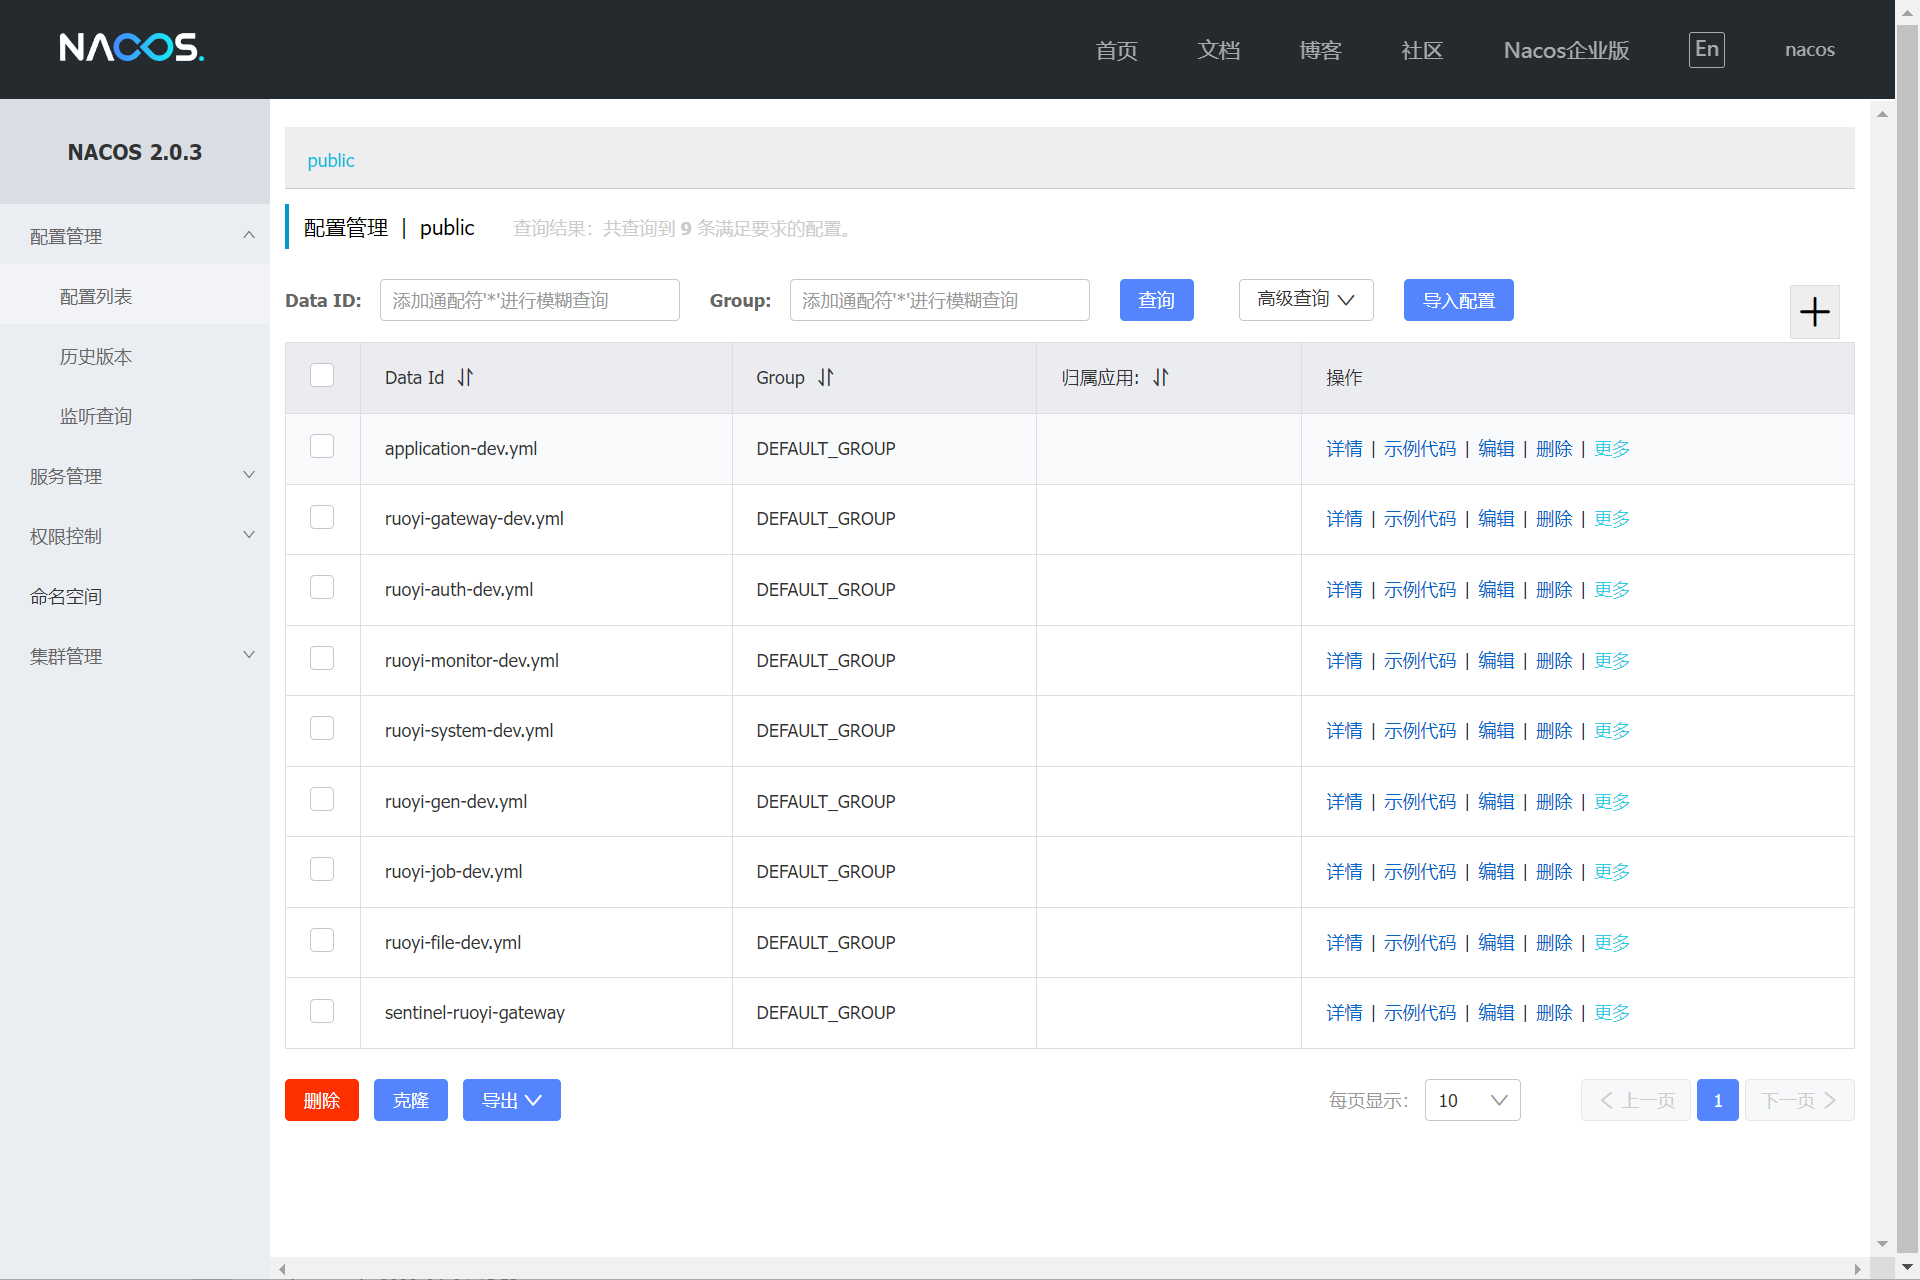 NACOS.
首页 文档 博客 社区 Nacos企业版 En nacos
NACOS 2.0.3
配置管理
配置列表
历史版本
监听查询
服务管理
权限控制
命名空间
集群管理
public
配置管理 | public 查询结果：共查询到 9 条满足要求的配置。
Data ID: 添加通配符'*'进行模糊查询 Group: 添加通配符'*'进行模糊查询 查询 高级查询 导入配置
Data Id Group 归属应用: 操作
application-dev.yml DEFAULT_GROUP 详情 | 示例代码 | 编辑 | 删除 | 更多
ruoyi-gateway-dev.yml DEFAULT_GROUP 详情 | 示例代码 | 编辑 | 删除 | 更多
ruoyi-auth-dev.yml DEFAULT_GROUP 详情 | 示例代码 | 编辑 | 删除 | 更多
ruoyi-monitor-dev.yml DEFAULT_GROUP 详情 | 示例代码 | 编辑 | 删除 | 更多
ruoyi-system-dev.yml DEFAULT_GROUP 详情 | 示例代码 | 编辑 | 删除 | 更多
ruoyi-gen-dev.yml DEFAULT_GROUP 详情 | 示例代码 | 编辑 | 删除 | 更多
ruoyi-job-dev.yml DEFAULT_GROUP 详情 | 示例代码 | 编辑 | 删除 | 更多
ruoyi-file-dev.yml DEFAULT_GROUP 详情 | 示例代码 | 编辑 | 删除 | 更多
sentinel-ruoyi-gateway DEFAULT_GROUP 详情 | 示例代码 | 编辑 | 删除 | 更多
删除 克隆 导出 每页显示: 10 上一页 1 下一页